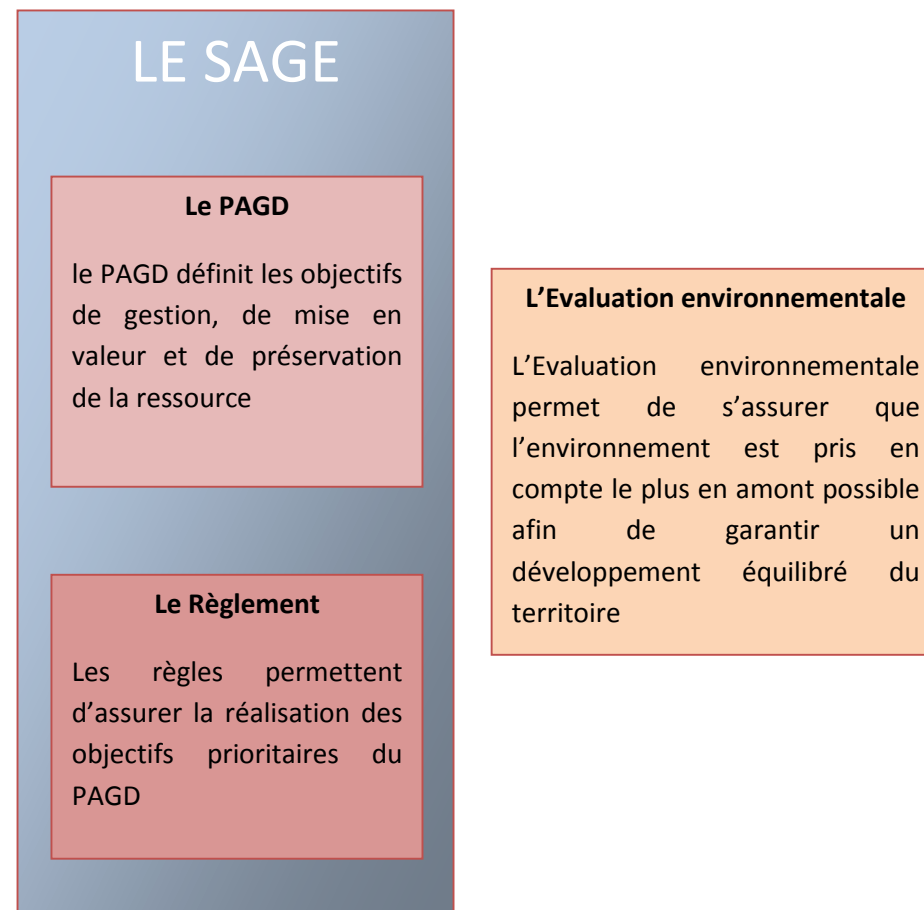 LE SAGE
Le PAGD
le PAGD définit les objectifs
de gestion, de mise en
valeur et de préservation
de la ressource
Le Règlement
Les règles permettent
d’assurer la réalisation des
objectifs prioritaires du
PAGD
L’Evaluation environnementale
L’Evaluation environnementale
permet de s’assurer que
l’environnement est pris en
compte le plus en amont possible
afin de garantir un
développement équilibré du
territoire